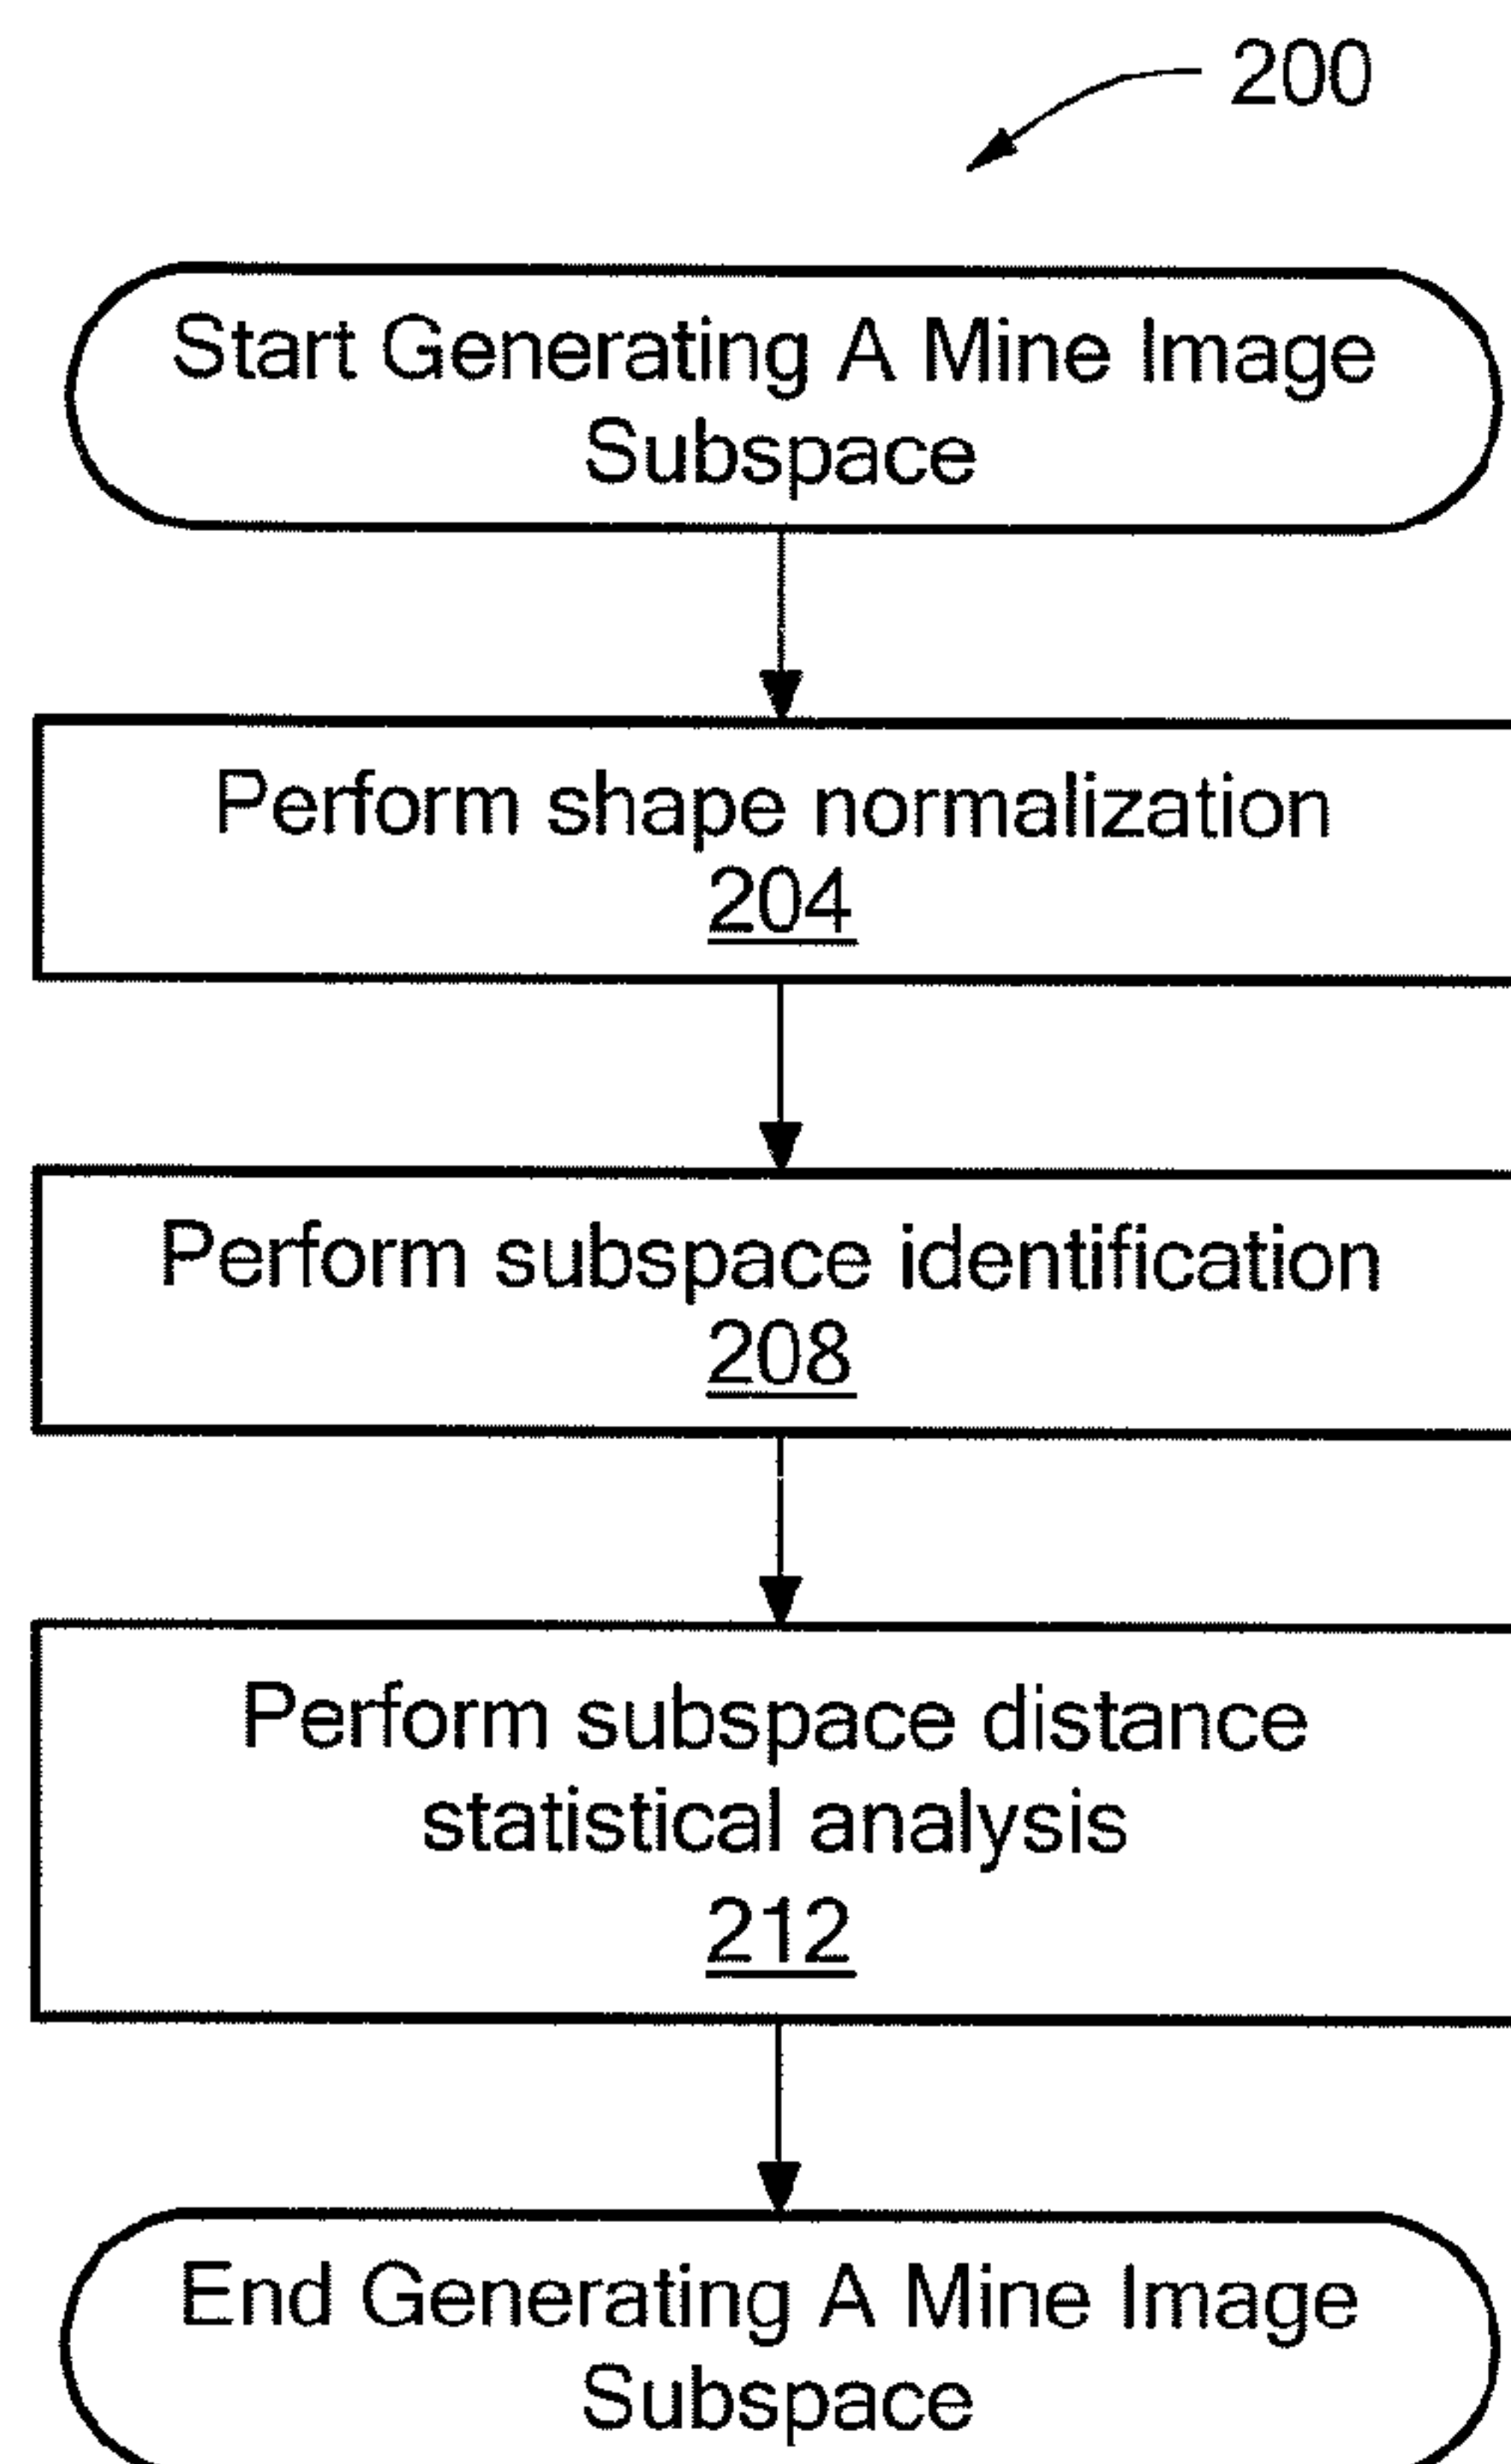 200
Start Generating A Mine Image
Subspace
Perform shape normalization
204
Perform subspace identification
208
Perform subspace distance
statistical analysis
212
End Generating A Mine Image
Subspace